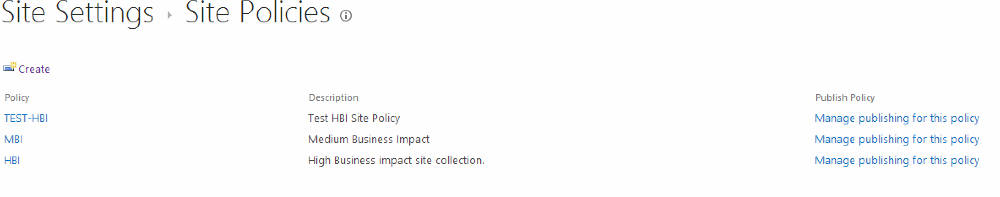 Site Settings Site Policies
Create
Policy Description Publish Policy
TEST-HBI Test HBI Site Policy Manage publishing for this policy
MBI Medium Business Impact Manage publishing for this policy
HBI High Business impact site collection. Manage publishing for this policy